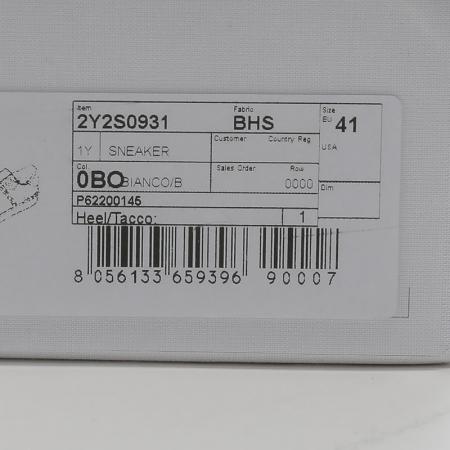 Item Fabric Size
2Y2S0931 BHS EU 41
Customer Country Reg
1Y SNEAKER USA
Col Sales Order Row
0BO BIANCO/B 0000 Dim
P62200145
Heel/Tacco: 1
8 056133 659396 90007